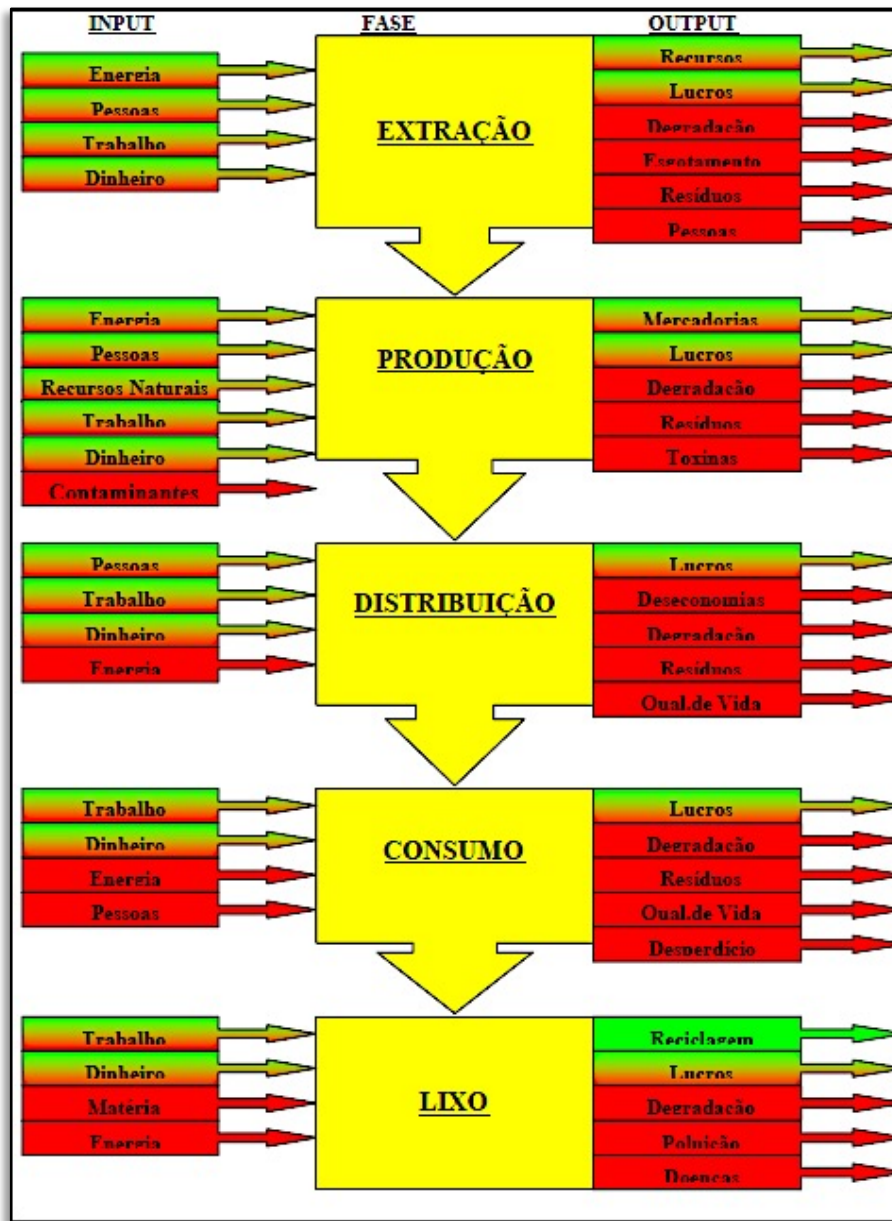 INPUT FASE OUTPUT
Energia
Pessoas
Trabalho
Dinheiro
EXTRAÇÃO
Recursos
Lucros
Degradação
Esgotamento
Resíduos
Pessoas
Energia
Pessoas
Recursos Naturais
Trabalho
Dinheiro
Contaminantes
PRODUÇÃO
Mercadorias
Lucros
Degradação
Resíduos
Toxinas
Pessoas
Trabalho
Dinheiro
Energia
DISTRIBUIÇÃO
Lucros
Deseconomias
Degradação
Resíduos
Qual.de Vida
Trabalho
Dinheiro
Energia
Pessoas
CONSUMO
Lucros
Degradação
Resíduos
Qual.de Vida
Desperdício
Trabalho
Dinheiro
Matéria
Energia
LIXO
Reciclagem
Lucros
Degradação
Poluição
Doenças